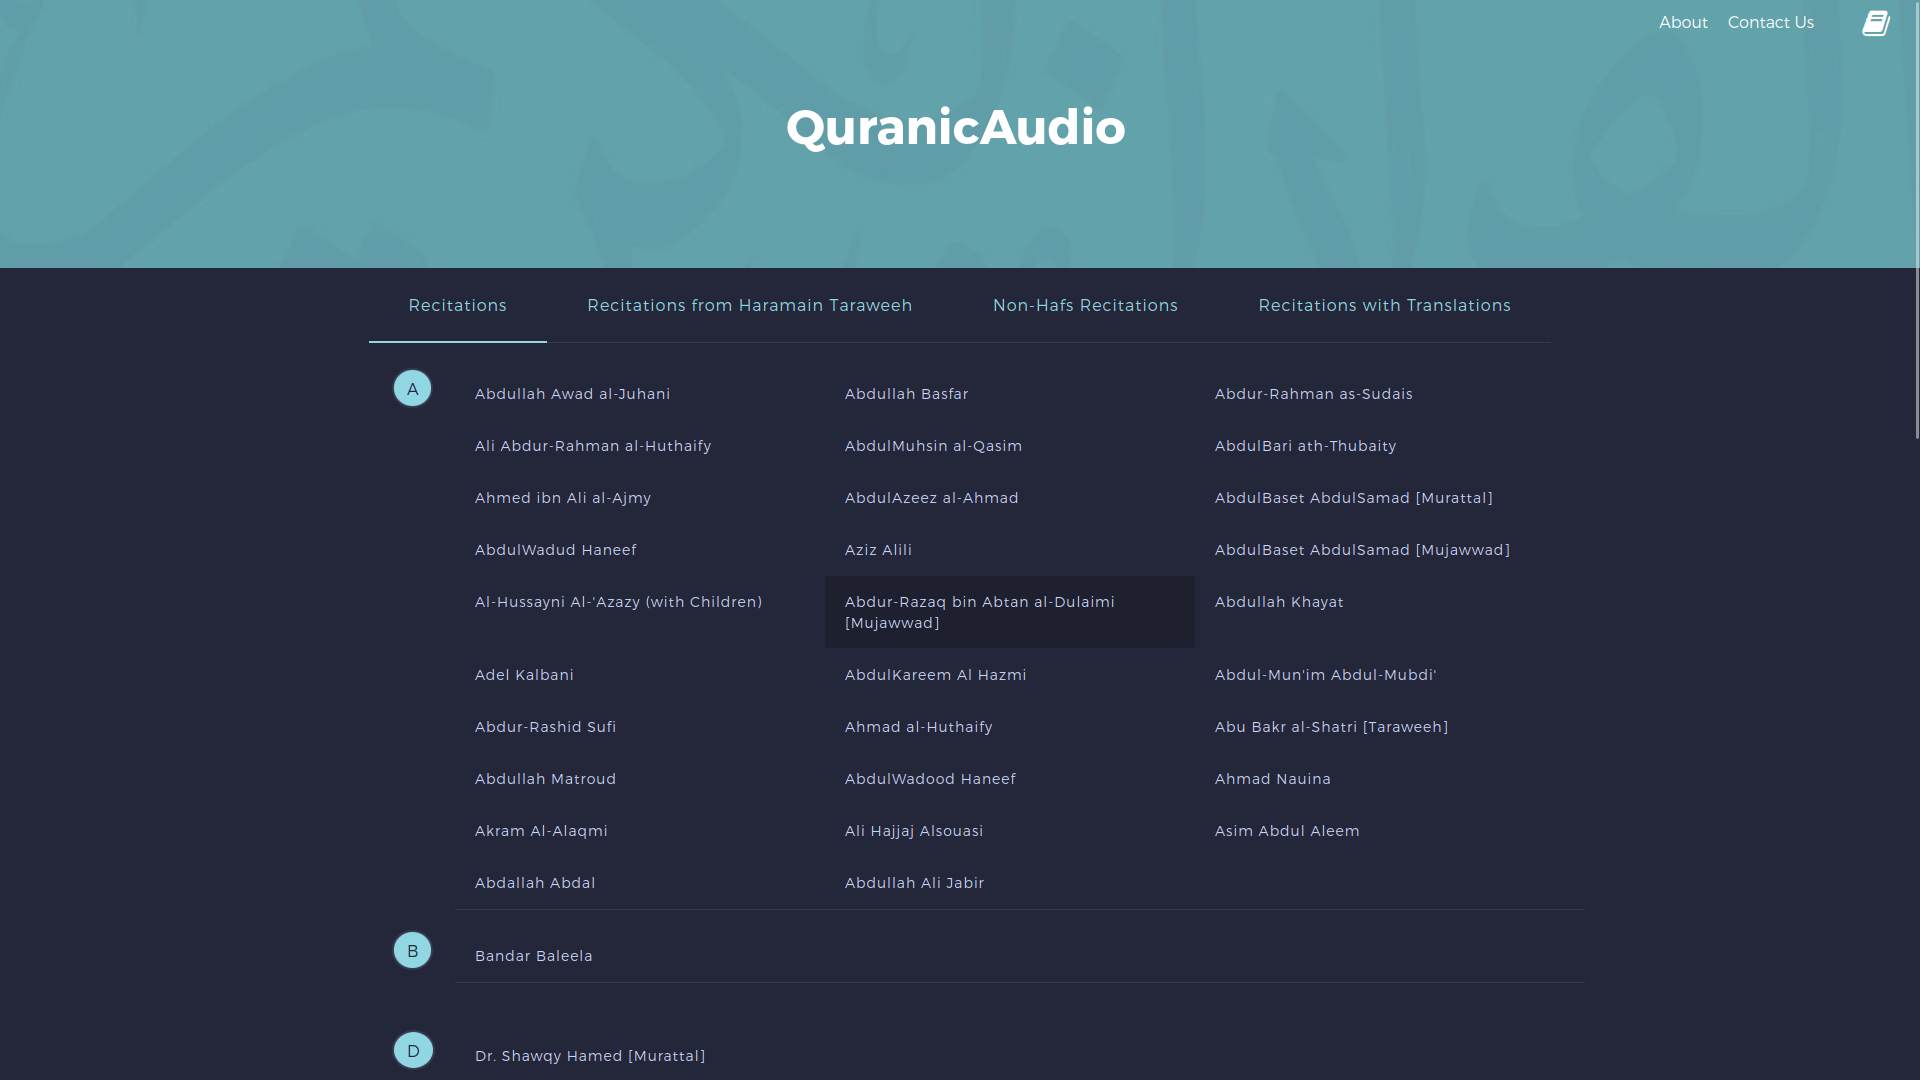 About Contact Us
QuranicAudio
Recitations Recitations from Haramain Taraweeh Non-Hafs Recitations Recitations with Translations
A
Abdullah Awad al-Juhani Abdullah Basfar Abdur-Rahman as-Sudais
Ali Abdur-Rahman al-Huthaify AbdulMuhsin al-Qasim AbdulBari ath-Thubaity
Ahmed ibn Ali al-Ajmy AbdulAzeez al-Ahmad AbdulBaset AbdulSamad [Murattal]
AbdulWadud Haneef Aziz Alili AbdulBaset AbdulSamad [Mujawwad]
Al-Hussayni Al-'Azazy (with Children) Abdur-Razaq bin Abtan al-Dulaimi Abdullah Khayat
[Mujawwad]
Adel Kalbani AbdulKareem Al Hazmi Abdul-Mun'im Abdul-Mubdi'
Abdur-Rashid Sufi Ahmad al-Huthaify Abu Bakr al-Shatri [Taraweeh]
Abdullah Matroud AbdulWadood Haneef Ahmad Nauina
Akram Al-Alaqmi Ali Hajjaj Alsouasi Asim Abdul Aleem
Abdallah Abdal Abdullah Ali Jabir
B
Bandar Baleela
D
Dr. Shawqy Hamed [Murattal]